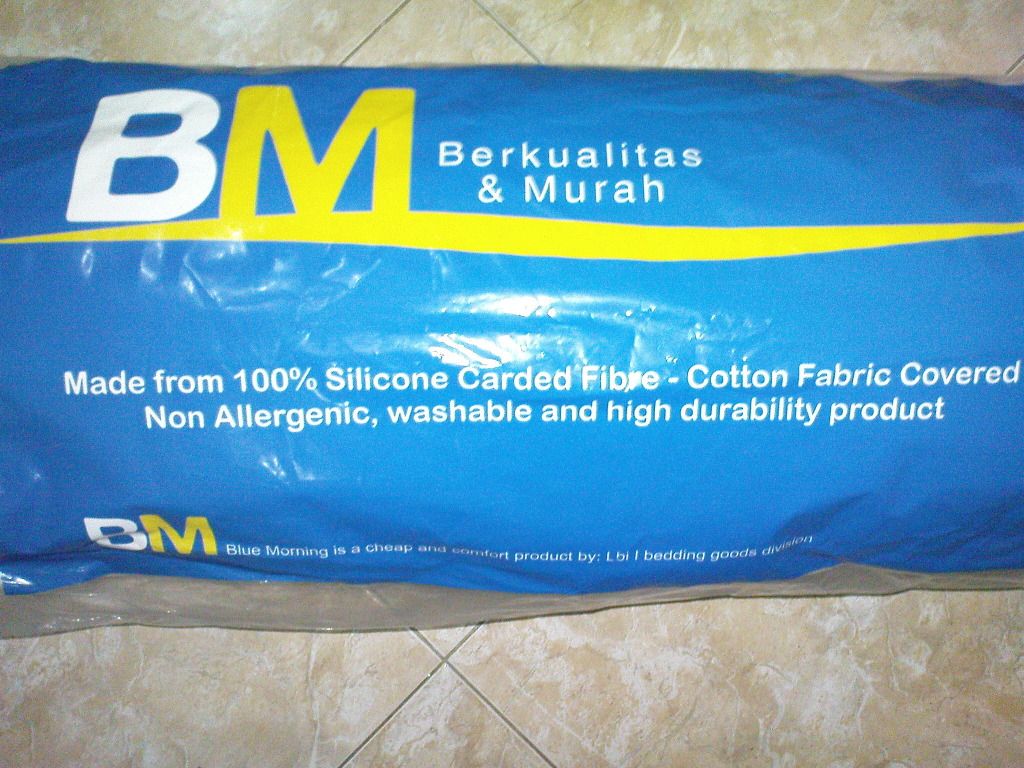 BM
Berkualitas
& Murah
Made from 100% Silicone Carded Fibre - Cotton Fabric Covered
Non Allergenic, washable and high durability product
BM Blue Morning is a cheap and comfort product by: Lbi I bedding goods division